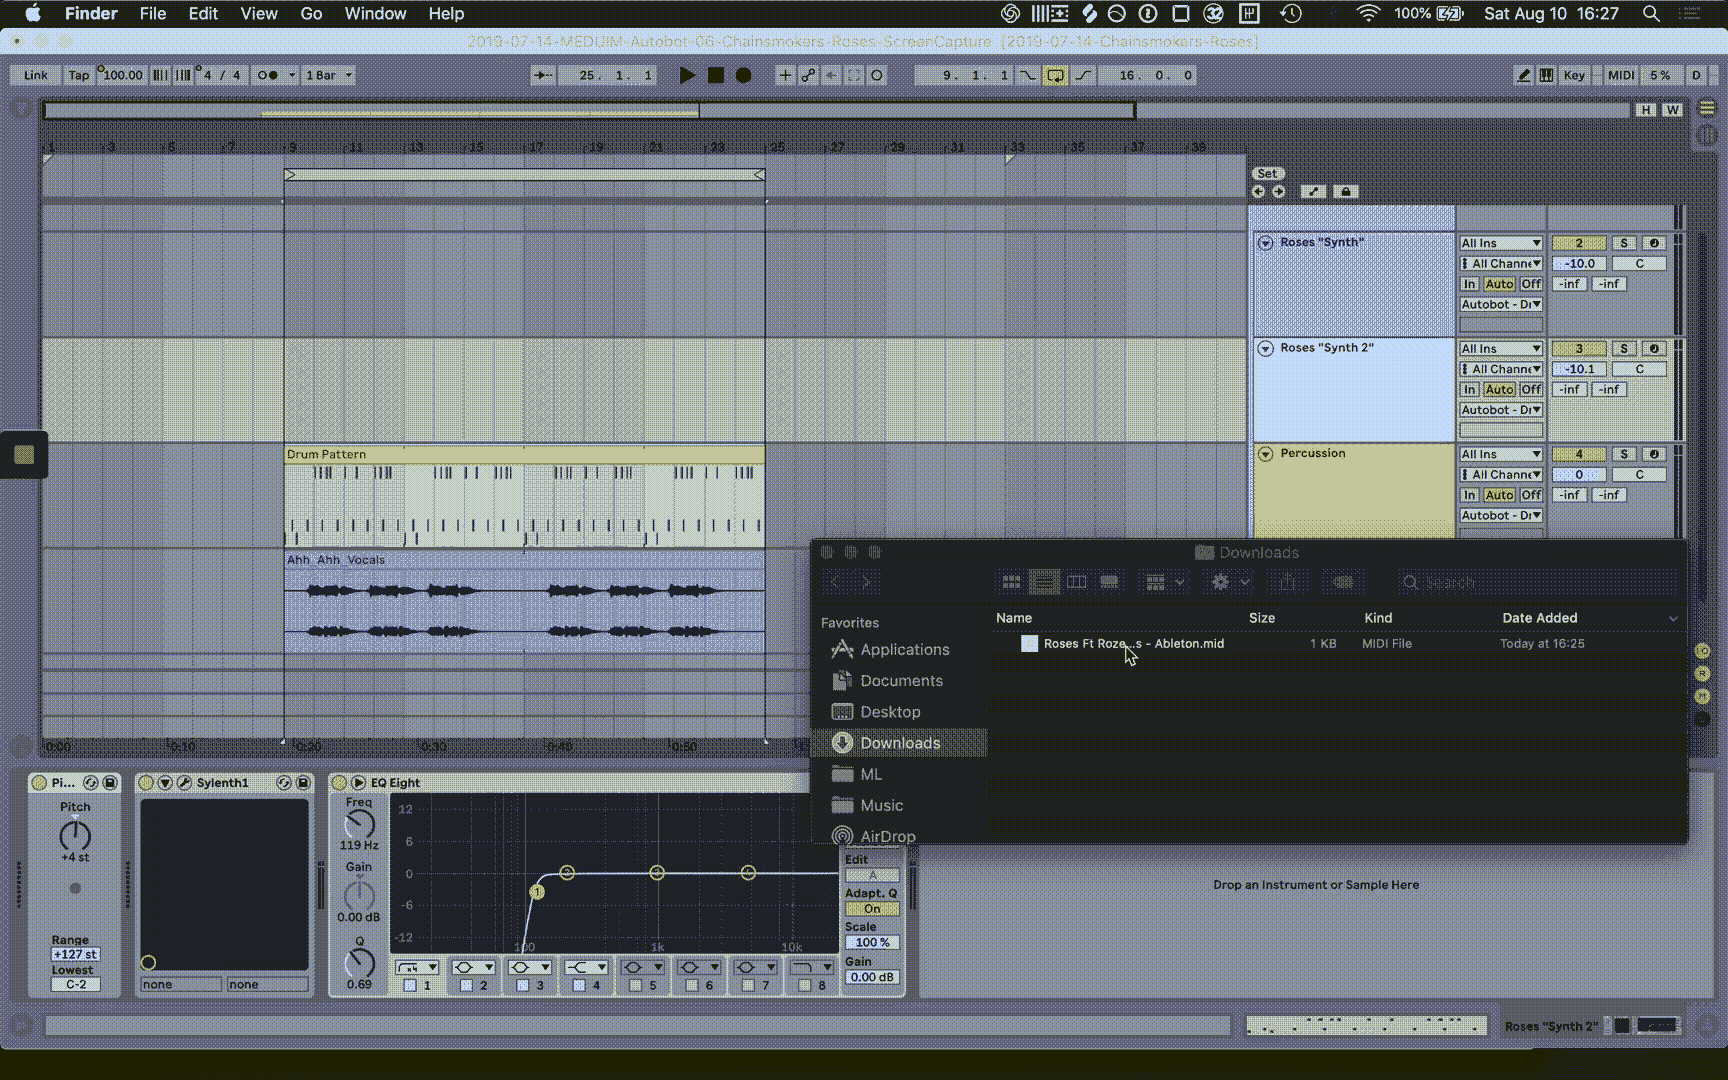 Finder File Edit View Go Window Help 32 100% Sat Aug 10 16:27
2019-07-14-MEDUIM-Autobot-06-Chainsmokers-Roses-ScreenCapture [2019-07-14-Chainsmokers-Roses]
Link Tap 100.00 4 / 4 1 Bar 25. 1. 1 9. 1. 1 16. 0. 0 Key MIDI 5 % D
H W
1 3 5 7 9 11 13 15 17 19 21 23 25 27 29 31 33 35 37 39
Set
Roses "Synth" All Ins 2 S
All Channe -10.0 C
In Auto Off -inf -inf
Autobot - Dr
Roses "Synth 2" All Ins 3 S
All Channe -10.1 C
In Auto Off -inf -inf
Autobot - Dr
Drum Pattern
Percussion All Ins 4 S
All Channe 0 C
In Auto Off -inf -inf
Autobot - Dr
Ahh_Ahh_Vocals
0:00 0:10 0:20 0:30 0:40 0:50
Downloads
Search
Favorites
Applications
Documents
Desktop
Downloads
ML
Music
AirDrop
Name Size Kind Date Added
Roses Ft Roze...s - Ableton.mid 1 KB MIDI File Today at 16:25
R
M
Pi... Sylenth1 EQ Eight
Pitch
+4 st
Range
+127 st
Lowest
C-2
none none
Freq
119 Hz
Gain
0.00 dB
Q
0.69
12
6
0
-6
-12
100 1k 10k
1 2 3 4
1 2 3 4 5 6 7 8
Edit
A
Adapt. Q
On
Scale
100 %
Gain
0.00 dB
Drop an Instrument or Sample Here
Roses "Synth 2"